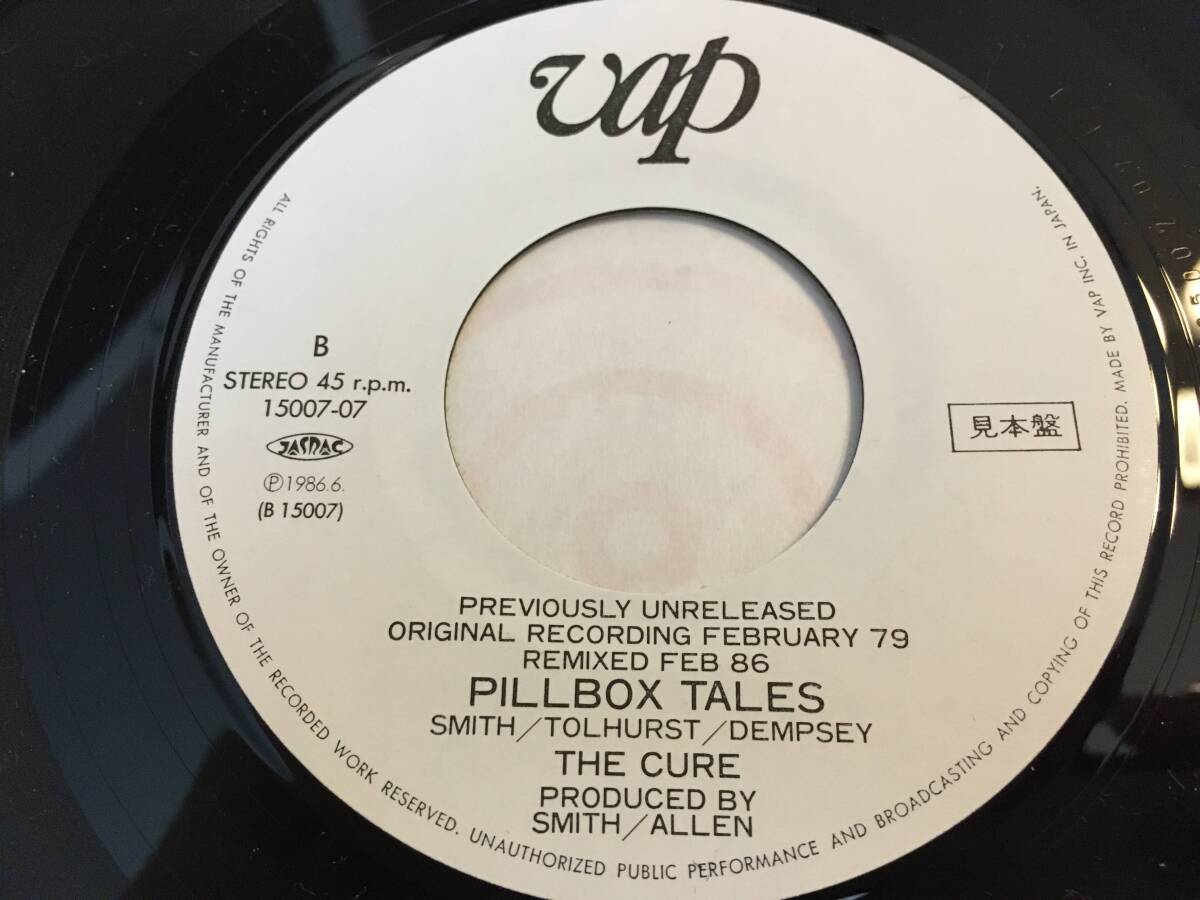 vap
B
STEREO 45 r.p.m.
15007-07
JASRAC
Ⓟ1986.6.
(B 15007)
見本盤
PREVIOUSLY UNRELEASED
ORIGINAL RECORDING FEBRUARY 79
REMIXED FEB 86
PILLBOX TALES
SMITH/TOLHURST/DEMPSEY
THE CURE
PRODUCED BY
SMITH/ALLEN
ALL RIGHTS OF THE MANUFACTURER AND OF THE OWNER OF THE RECORDED WORK RESERVED. UNAUTHORIZED PUBLIC PERFORMANCE AND BROADCASTING AND COPYING OF THIS RECORD PROHIBITED. MADE BY VAP INC. IN JAPAN.